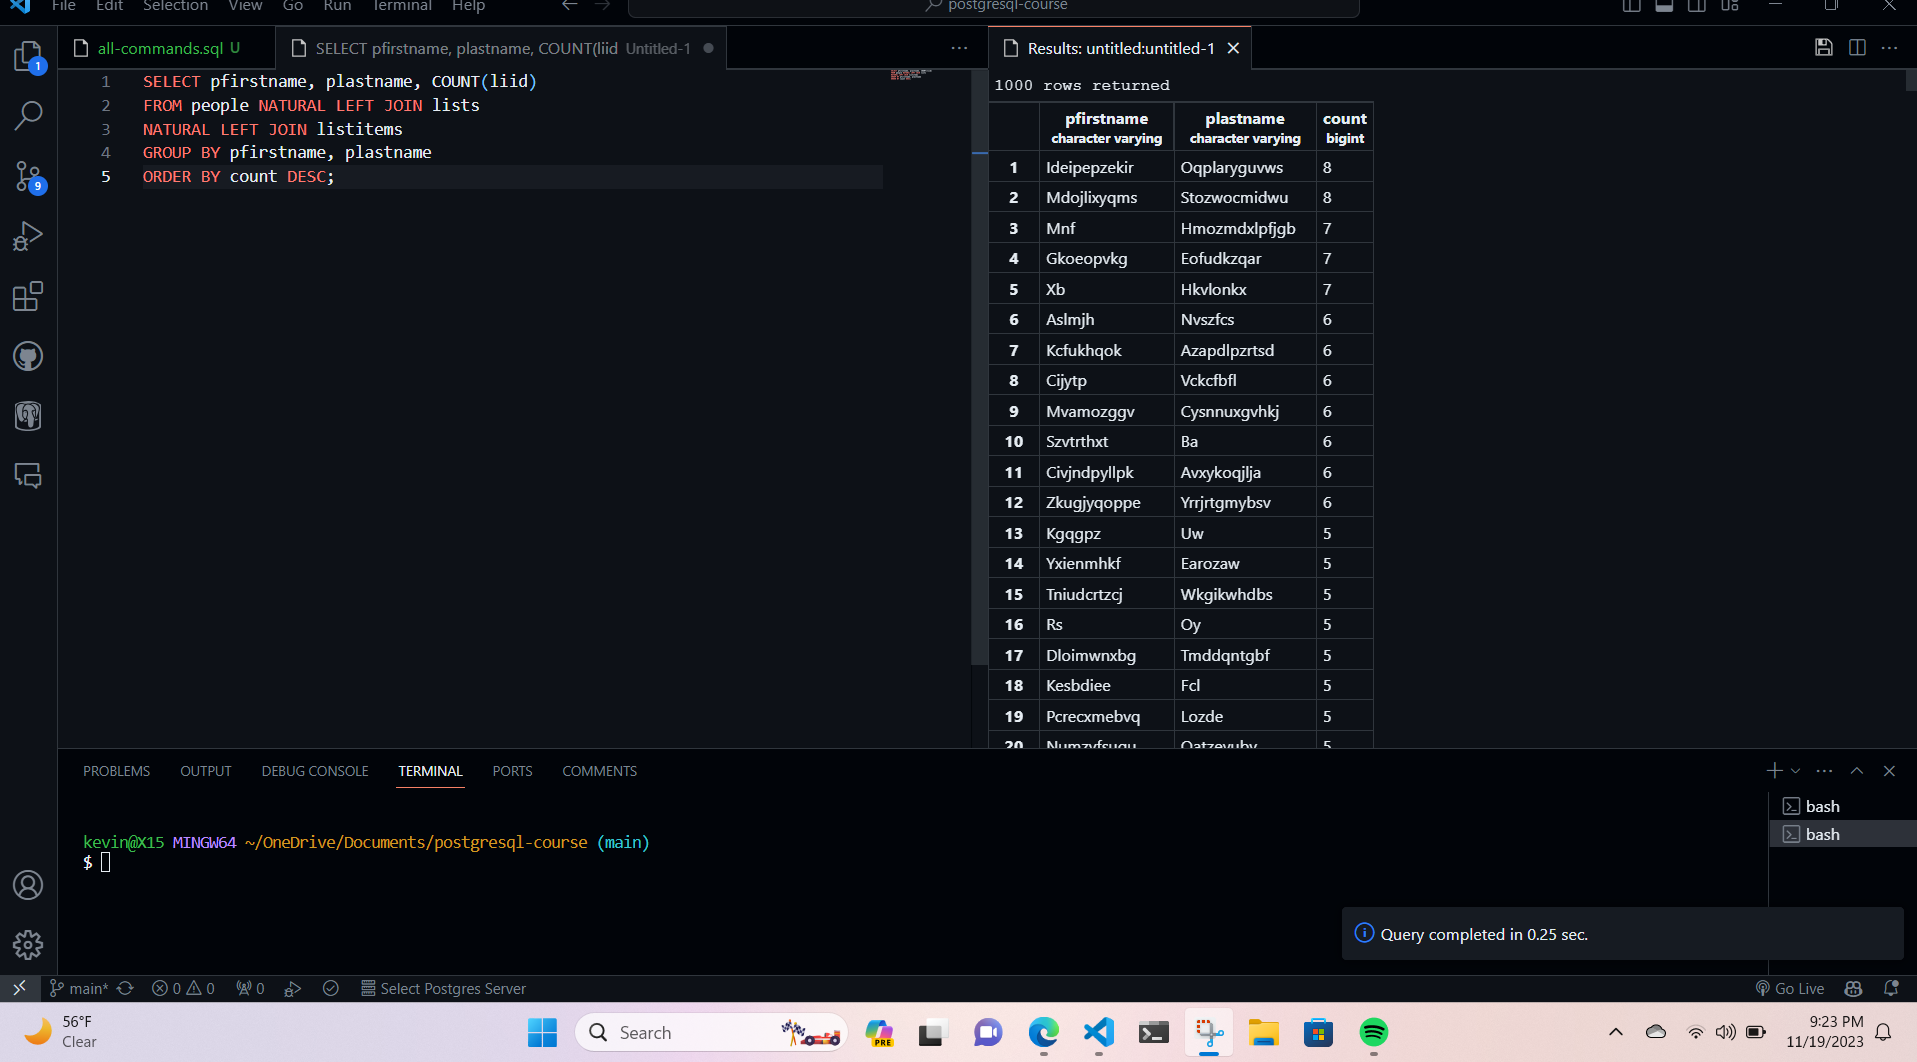 File Edit Selection View Go Run Terminal Help
postgresql-course
all-commands.sql U
SELECT pfirstname, plastname, COUNT(liid Untitled-1
Results: untitled:untitled-1
1 SELECT pfirstname, plastname, COUNT(liid)
2 FROM people NATURAL LEFT JOIN lists
3 NATURAL LEFT JOIN listitems
4 GROUP BY pfirstname, plastname
5 ORDER BY count DESC;
1000 rows returned
pfirstname plastname count
character varying character varying bigint
1 Ideipepzekir Oqplaryguvws 8
2 Mdojlixyqms Stozwocmidwu 8
3 Mnf Hmozmdxlpfjgb 7
4 Gkoeopvkg Eofudkzqar 7
5 Xb Hkvlonkx 7
6 Aslmjh Nvszfcs 6
7 Kcfukhqok Azapdlpzrtsd 6
8 Cijytp Vckcfbfl 6
9 Mvamozggv Cysnnuxgvhkj 6
10 Szvtrthxt Ba 6
11 Civjndpyllpk Avxykoqjlja 6
12 Zkugjyqoppe Yrrjrtgmybsv 6
13 Kgqgpz Uw 5
14 Yxienmhkf Earozaw 5
15 Tniudcrtzcj Wkgikwhdbs 5
16 Rs Oy 5
17 Dloimwnxbg Tmddqntgbf 5
18 Kesbdiee Fcl 5
19 Pcrecxmebvq Lozde 5
20 5
1
9
PROBLEMS OUTPUT DEBUG CONSOLE TERMINAL PORTS COMMENTS
kevin@X15 MINGW64 ~/OneDrive/Documents/postgresql-course (main)
$
bash
bash
Query completed in 0.25 sec.
main* 0 0 0 Select Postgres Server Go Live
56°F
Clear
Search
PRE
9:23 PM
11/19/2023